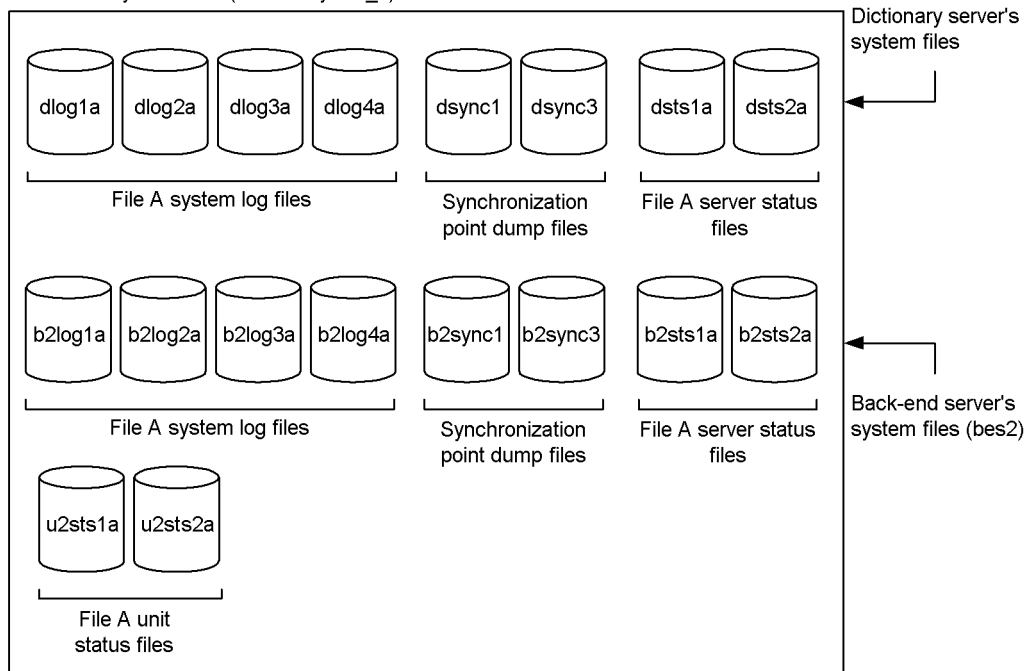 Dictionary server's
system files
dlog1a dlog2a dlog3a dlog4a dsync1 dsync3 dsts1a dsts2a
File A system log files
Synchronization
point dump files
File A server status
files
b2log1a b2log2a b2log3a b2log4a b2sync1 b2sync3 b2sts1a b2sts2a
File A system log files
Synchronization
point dump files
File A server status
files
Back-end server's
system files (bes2)
u2sts1a u2sts2a
File A unit
status files